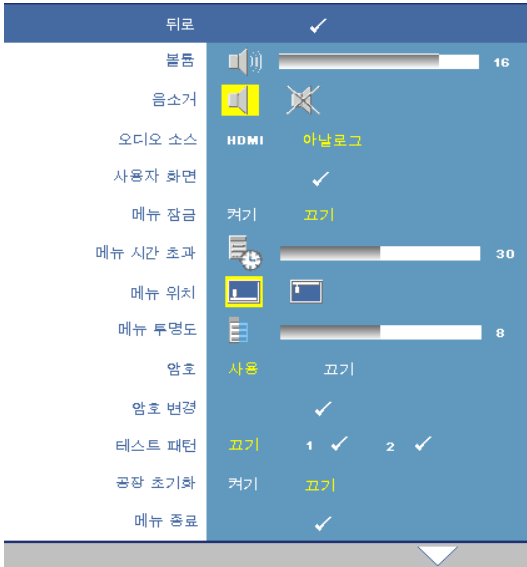 뒤로
볼륨 16
음소거
오디오 소스 HDMI 아날로그
사용자 화면
메뉴 잠금 켜기 끄기
메뉴 시간 초과 30
메뉴 위치
메뉴 투명도 8
암호 사용 끄기
암호 변경
테스트 패턴 끄기 1 2
공장 초기화 켜기 끄기
메뉴 종료